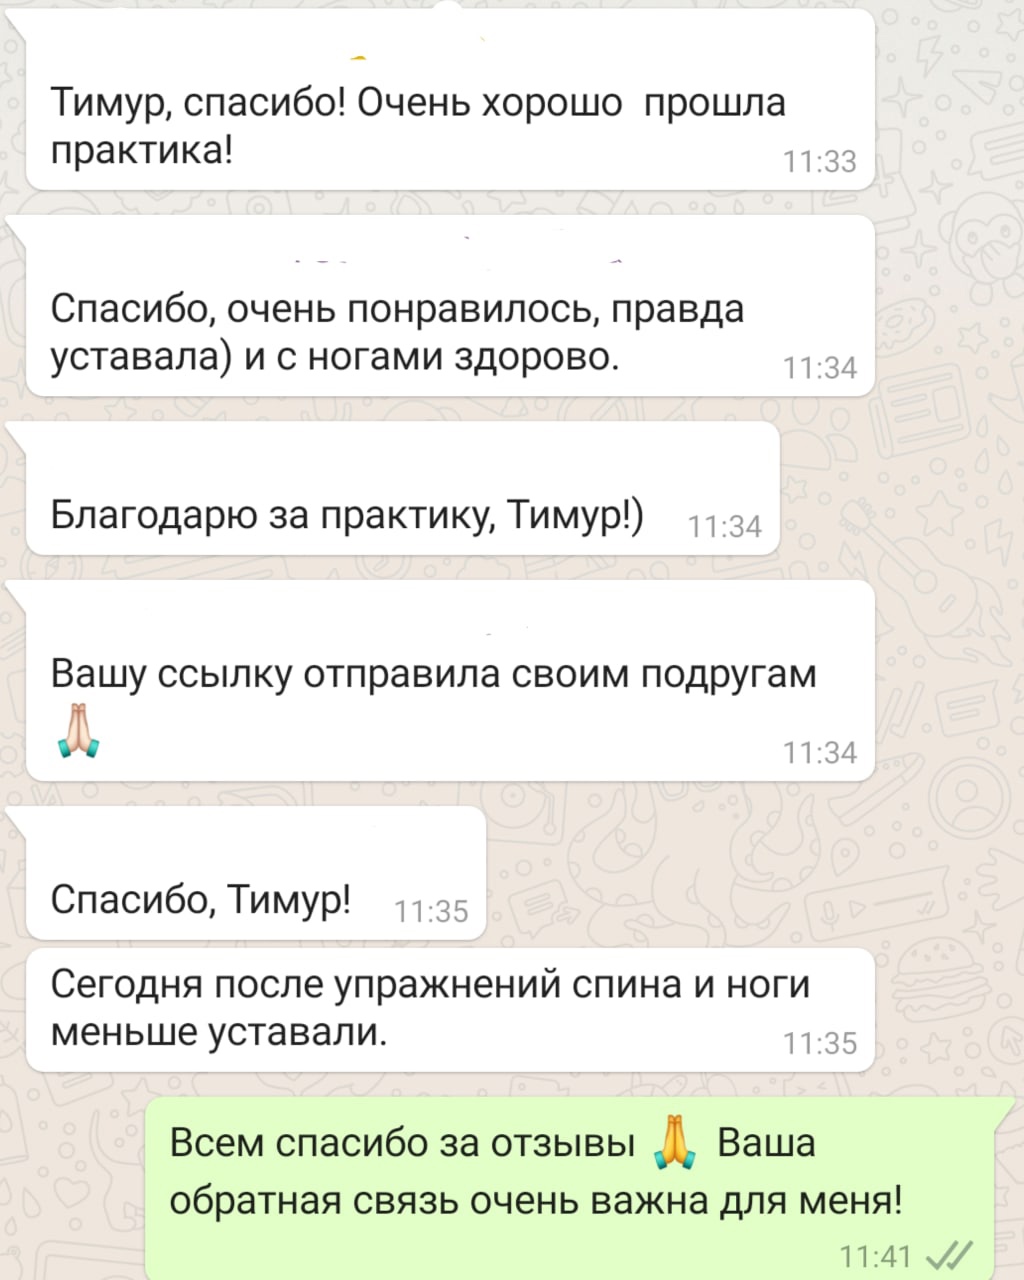 Тимур, спасибо! Очень хорошо  прошла
практика!
11:33
Спасибо, очень понравилось, правда
уставала) и с ногами здорово.
11:34
Благодарю за практику, Тимур!)
11:34
Вашу ссылку отправила своим подругам
🙏🏻
11:34
Спасибо, Тимур!
11:35
Сегодня после упражнений спина и ноги
меньше уставали.
11:35
Всем спасибо за отзывы 🙏 Ваша
обратная связь очень важна для меня!
11:41